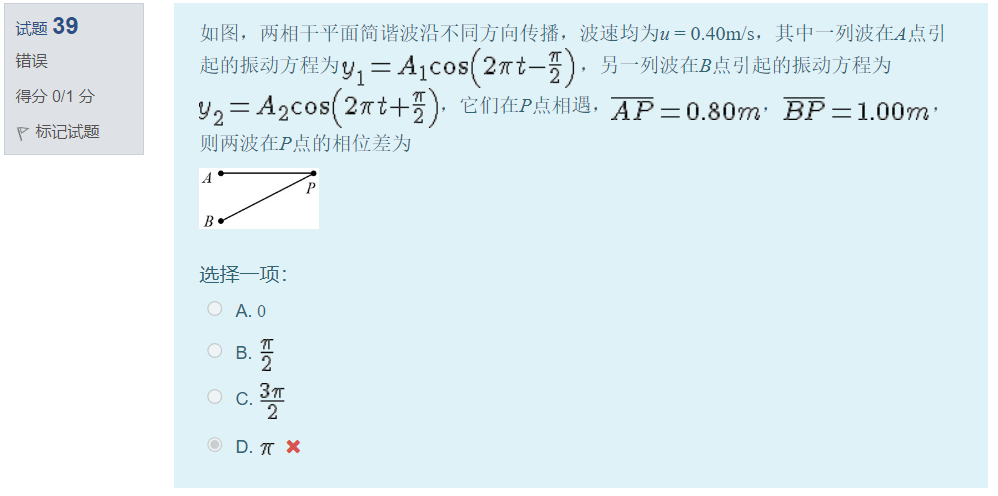 试题 39
错误
得分 0/1 分
标记试题
如图，两相干平面简谐波沿不同方向传播，波速均为u = 0.40m/s，其中一列波在A点引
起的振动方程为y₁ = A₁cos(2πt−π/2)，另一列波在B点引起的振动方程为
y₂ = A₂cos(2πt+π/2)，它们在P点相遇，A̅P̅ = 0.80m，B̅P̅ = 1.00m，
则两波在P点的相位差为
A
P
B
选择一项：
A. 0
B. π/2
C. 3π/2
D. π